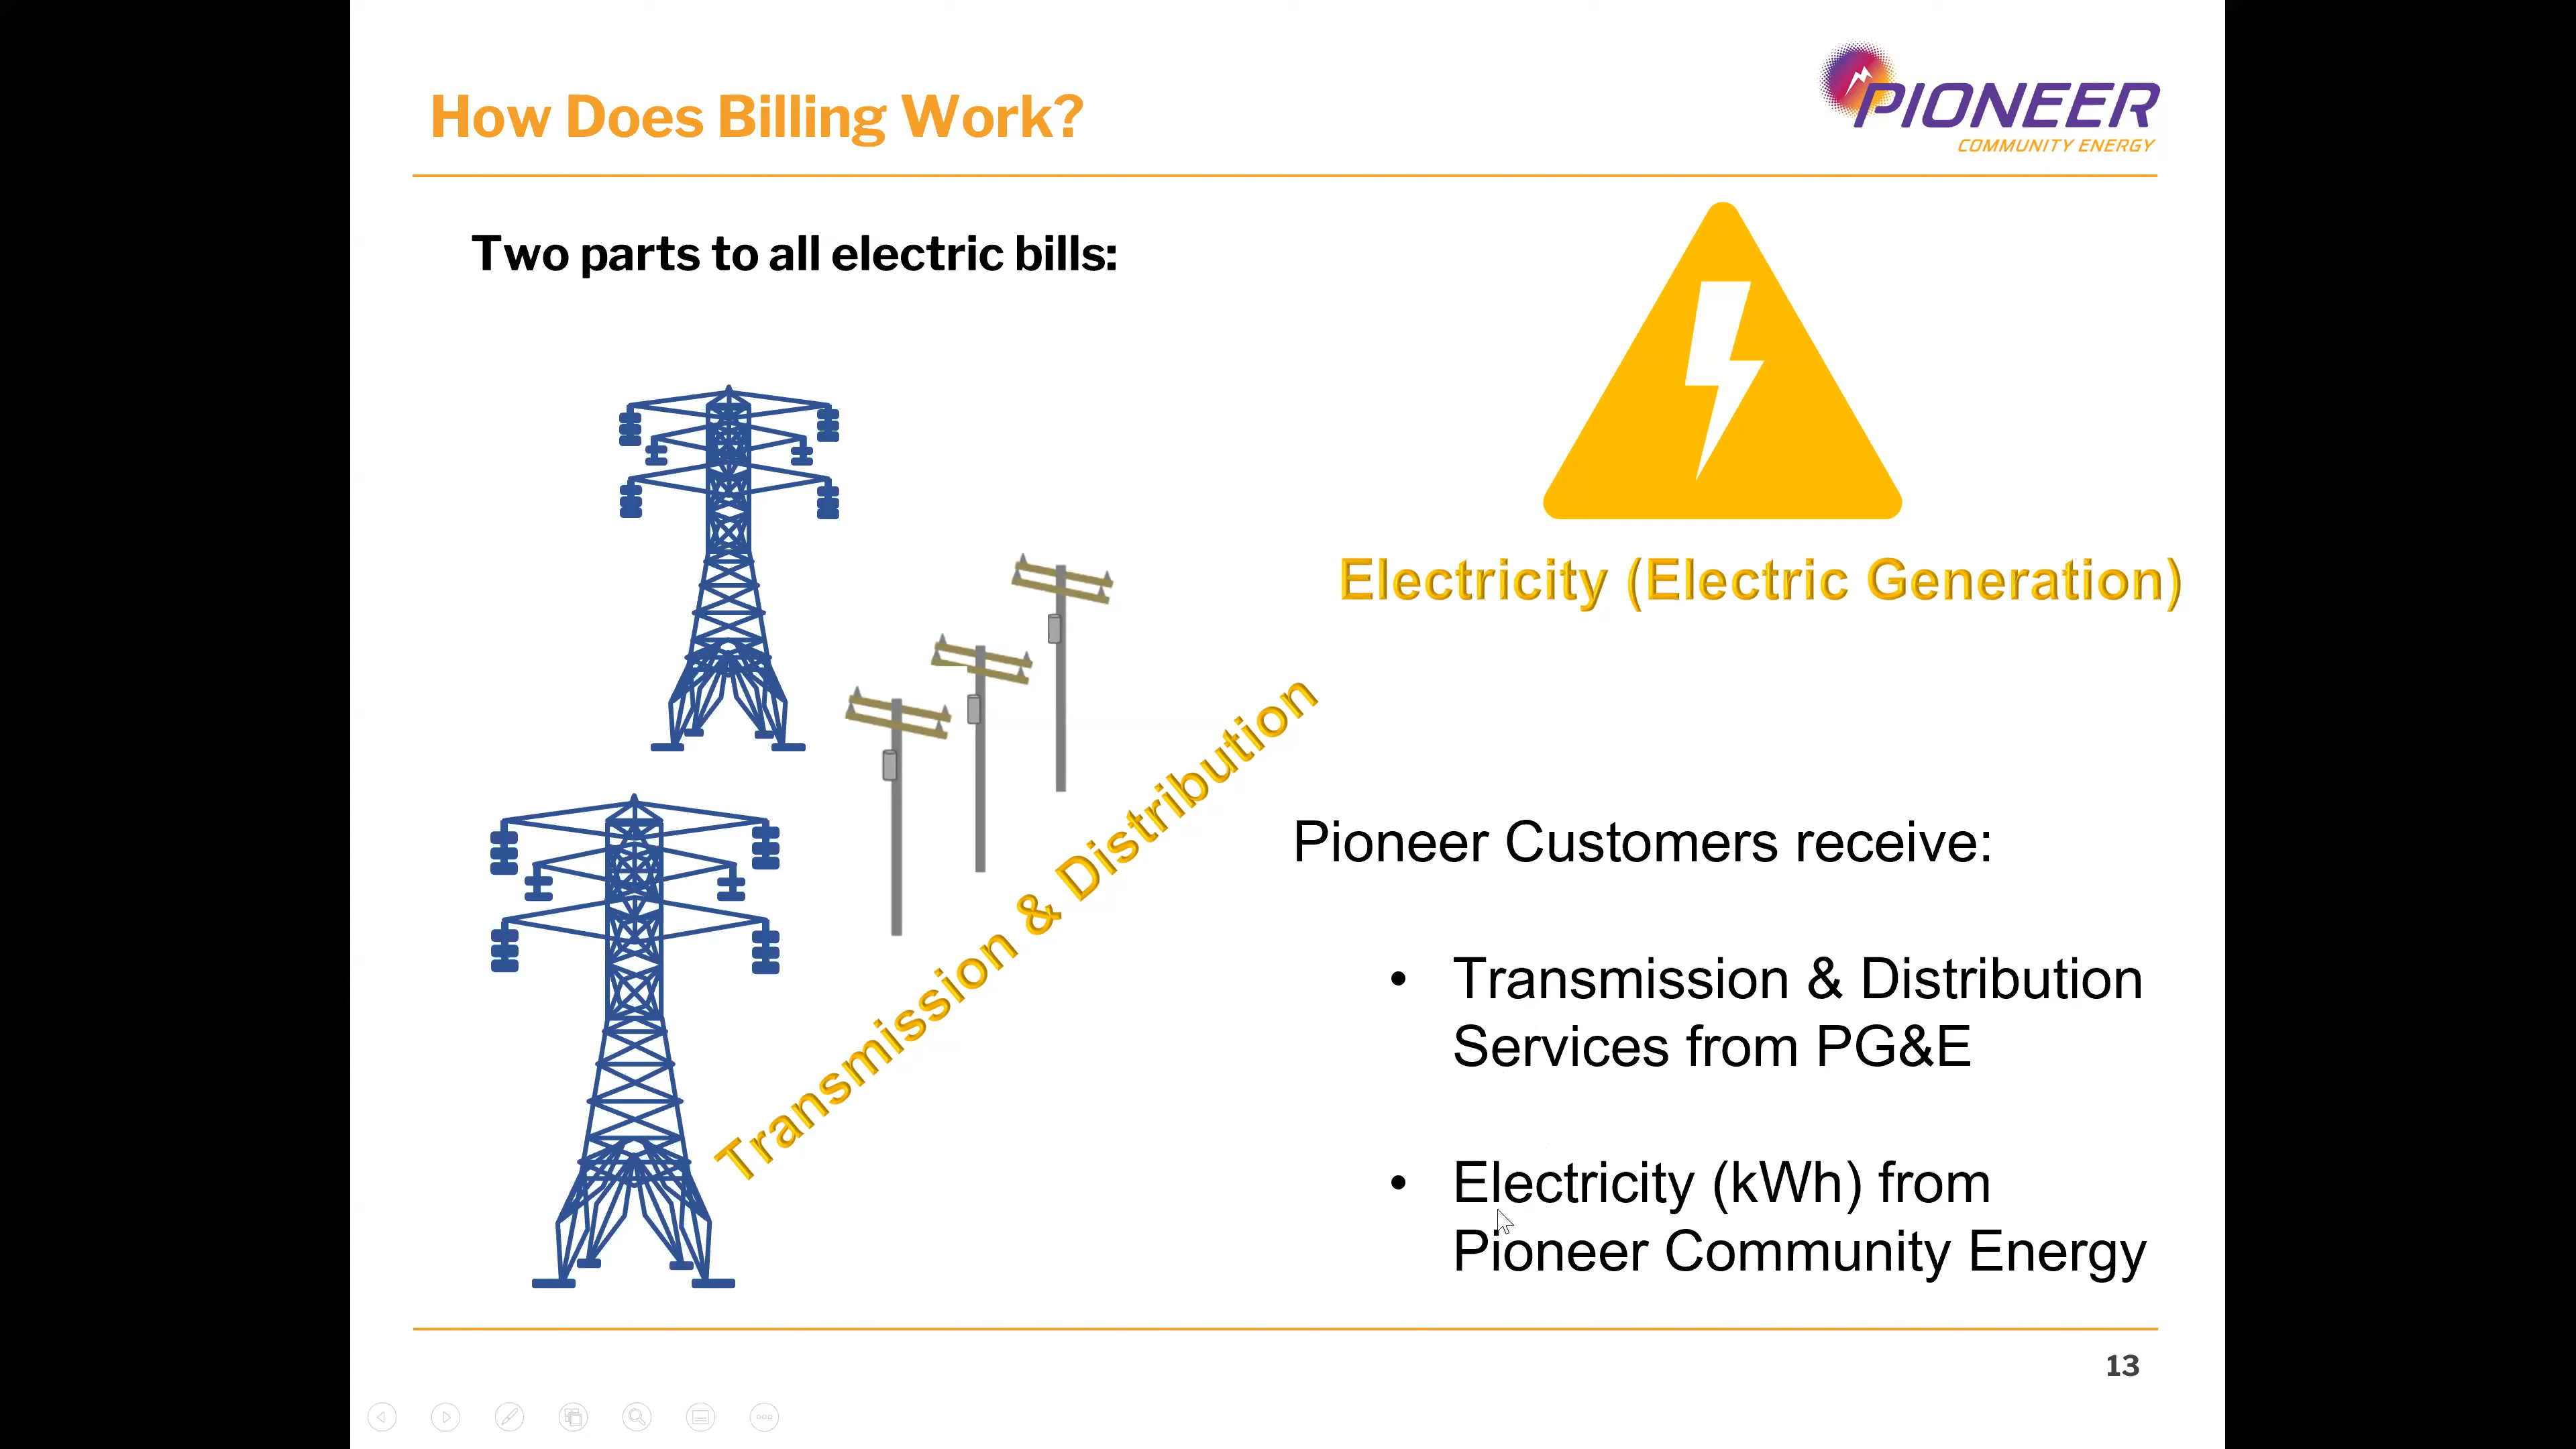 How Does Billing Work?
PIONEER
COMMUNITY ENERGY
Two parts to all electric bills:
Electricity (Electric Generation)
Transmission & Distribution
Pioneer Customers receive:
• Transmission & Distribution
Services from PG&E
• Electricity (kWh) from
Pioneer Community Energy
13